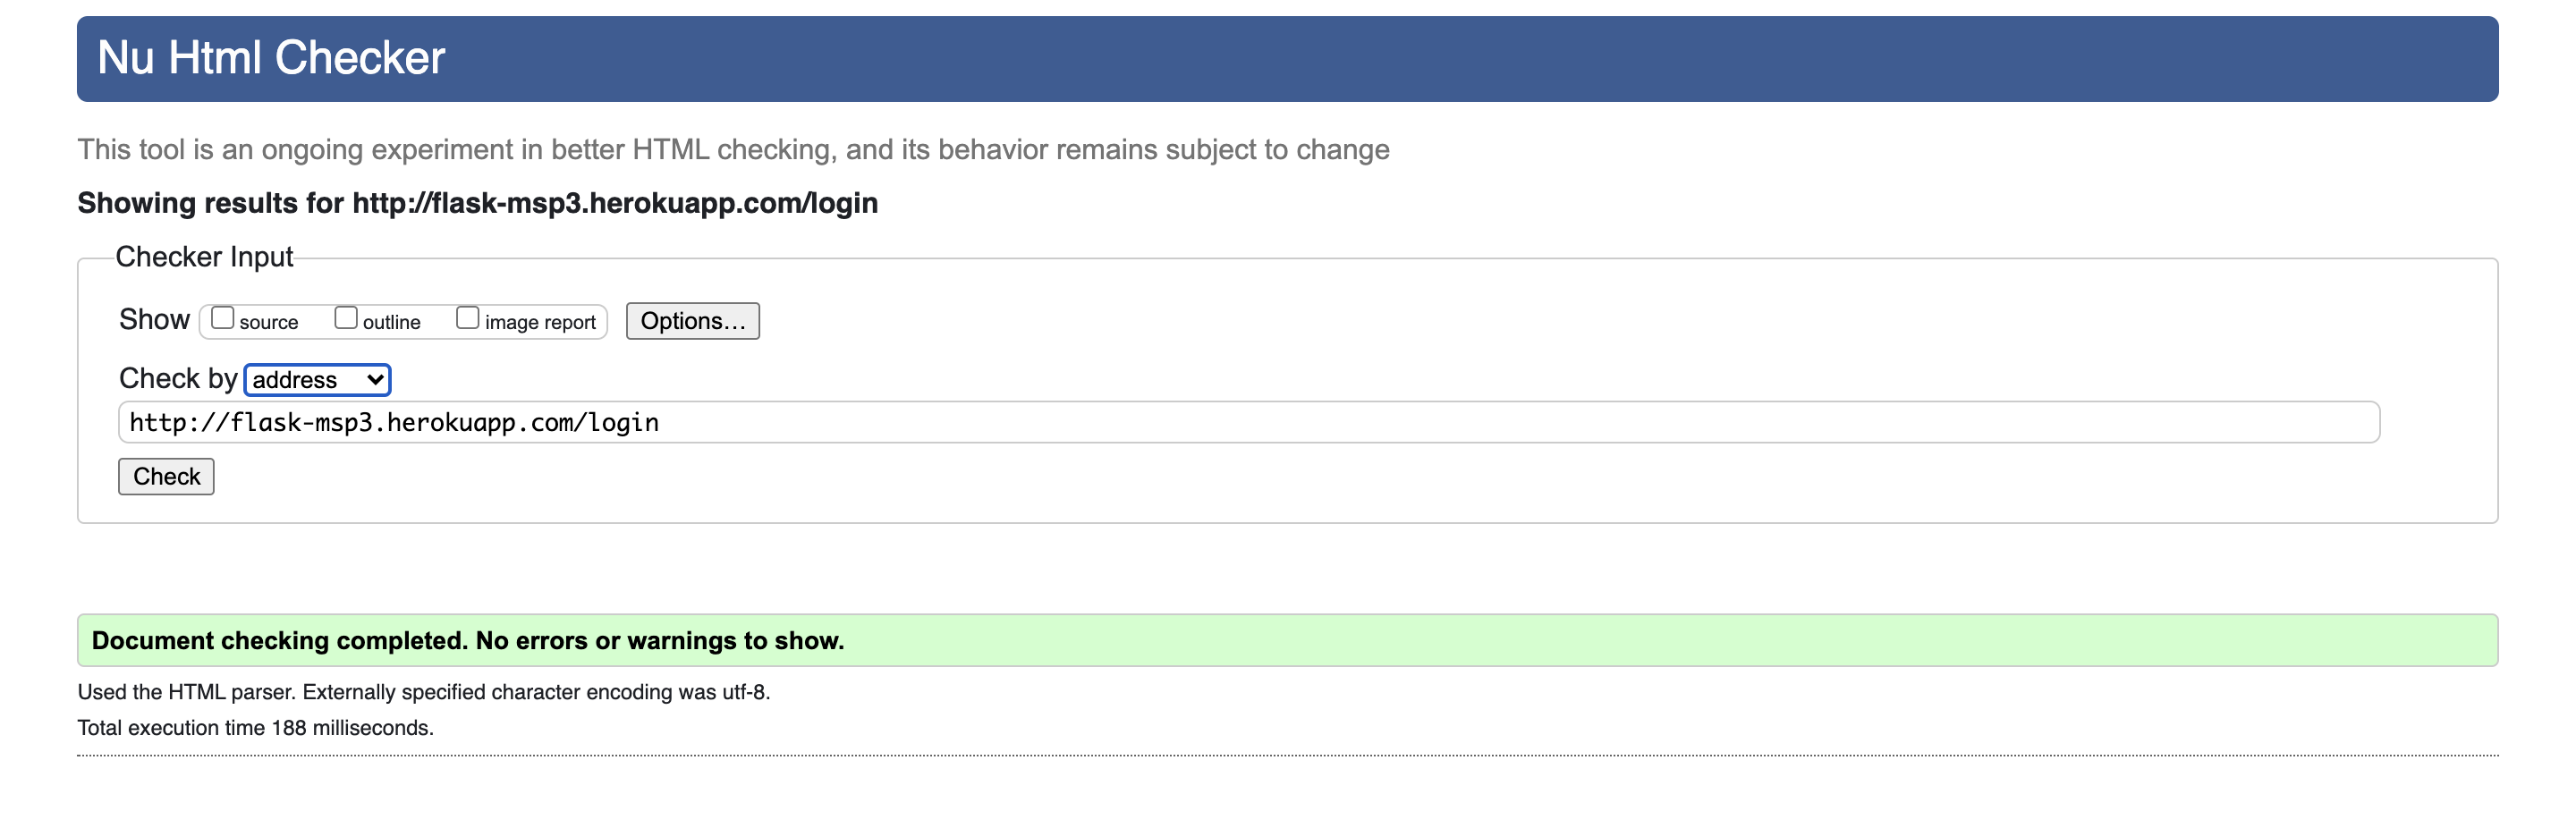 Nu Html Checker
This tool is an ongoing experiment in better HTML checking, and its behavior remains subject to change
Showing results for http://flask-msp3.herokuapp.com/login
Checker Input
Show source outline image report Options...
Check by address
http://flask-msp3.herokuapp.com/login
Check
Document checking completed. No errors or warnings to show.
Used the HTML parser. Externally specified character encoding was utf-8.
Total execution time 188 milliseconds.